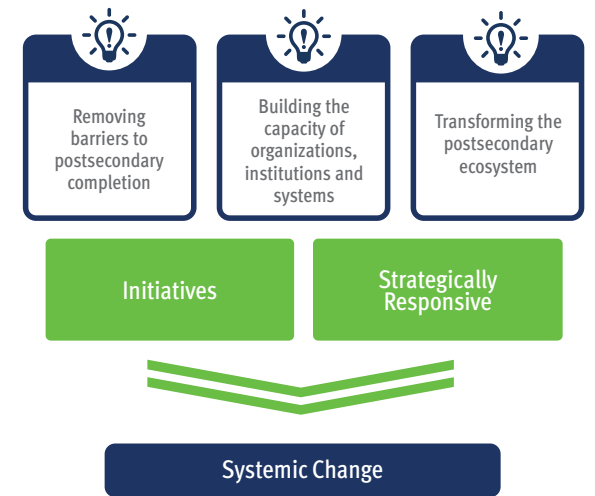 Removing
barriers to
postsecondary
completion
Building the
capacity of
organizations,
institutions and
systems
Transforming the
postsecondary
ecosystem
Initiatives
Strategically
Responsive
Systemic Change